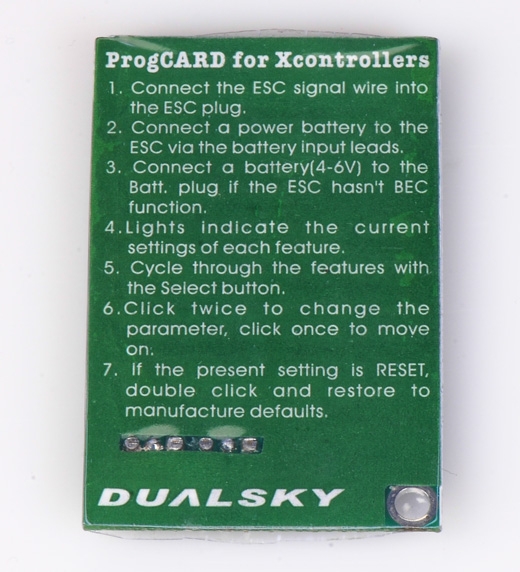 ProgCARD for Xcontrollers
1. Connect the ESC signal wire into
the ESC plug.
2. Connect a power battery to the
ESC via the battery input leads.
3. Connect a battery(4-6V) to the
Batt. plug if the ESC hasn't BEC
function.
4.Lights indicate the current
settings of each feature.
5. Cycle through the features with
the Select button.
6.Click twice to change the
parameter, click once to move
on.
7. If the present setting is RESET,
double click and restore to
manufacture defaults.
DUALSKY